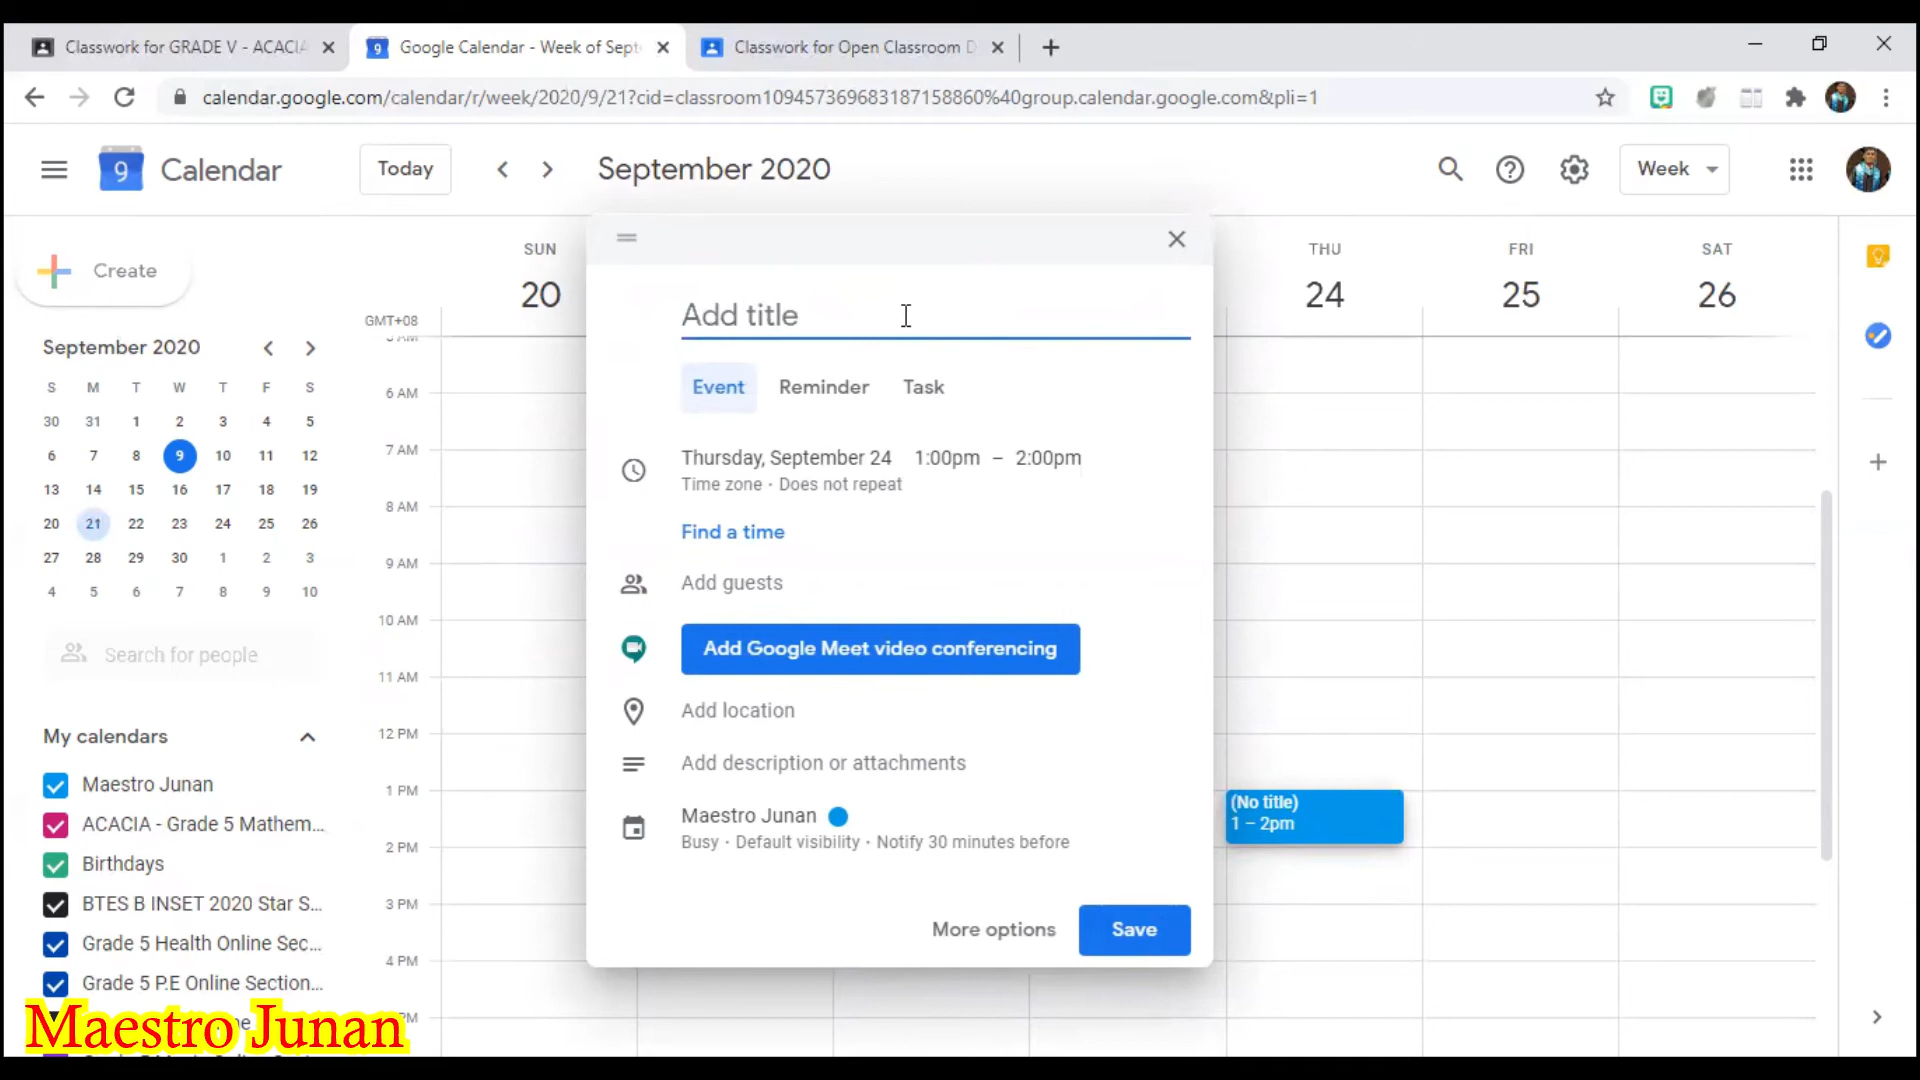 Classwork for GRADE V - ACACIA
Google Calendar - Week of Sept
Classwork for Open Classroom D
calendar.google.com/calendar/r/week/2020/9/21?cid=classroom109457369683187158860%40group.calendar.google.com&pli=1
9
Calendar
Today
September 2020
Week
Create
SUN
20
THU
24
FRI
25
SAT
26
GMT+08
September 2020
S M T W T F S
30 31 1 2 3 4 5
6 7 8 9 10 11 12
13 14 15 16 17 18 19
20 21 22 23 24 25 26
27 28 29 30 1 2 3
4 5 6 7 8 9 10
Search for people
My calendars
Maestro Junan
ACACIA - Grade 5 Mathem...
Birthdays
BTES B INSET 2020 Star S...
Grade 5 Health Online Sec...
Grade 5 P.E Online Section...
Maestro Junan
6 AM
7 AM
8 AM
9 AM
10 AM
11 AM
12 PM
1 PM
2 PM
3 PM
4 PM
Add title
Event
Reminder
Task
Thursday, September 24 1:00pm – 2:00pm
Time zone · Does not repeat
Find a time
Add guests
Add Google Meet video conferencing
Add location
Add description or attachments
Maestro Junan
Busy · Default visibility · Notify 30 minutes before
More options
Save
(No title)
1 – 2pm